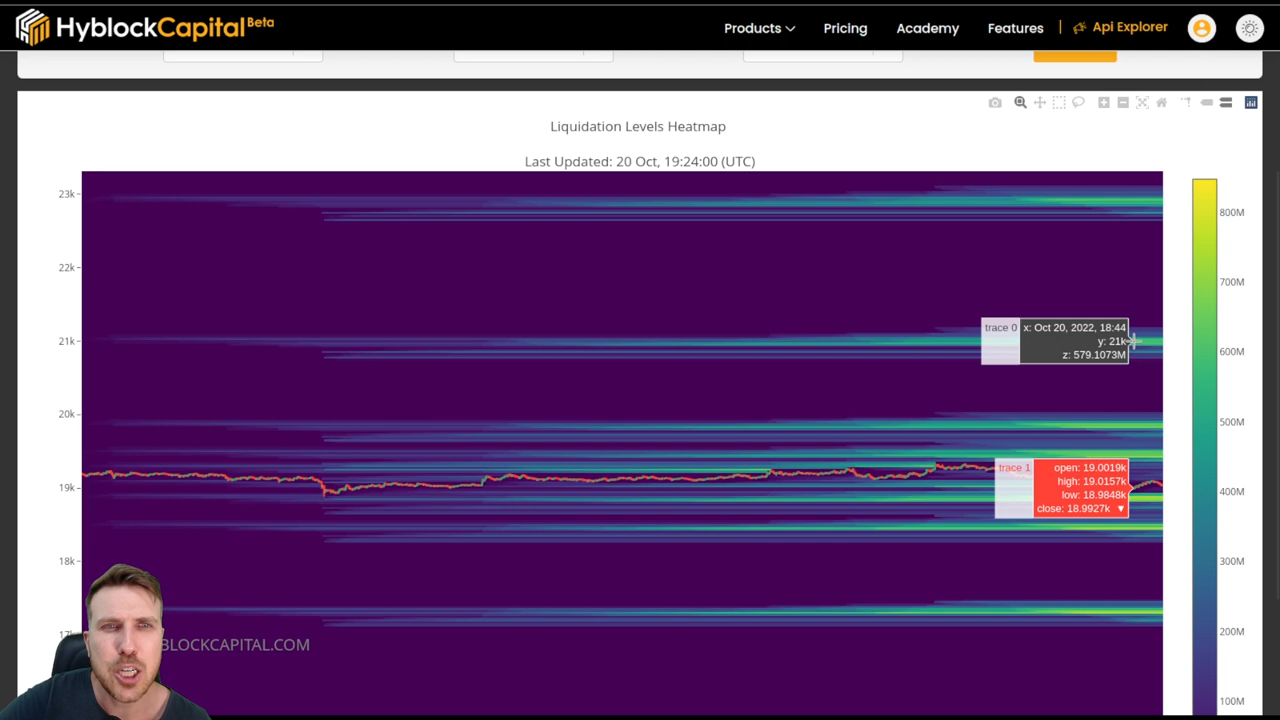 HyblockCapital Beta
Products
Pricing
Academy
Features
Api Explorer
Liquidation Levels Heatmap
Last Updated: 20 Oct, 19:24:00 (UTC)
23k
22k
21k
20k
19k
18k
800M
700M
600M
500M
400M
300M
200M
100M
trace 0
x: Oct 20, 2022, 18:44
y: 21k
z: 579.1073M
trace 1
open: 19.0019k
high: 19.0157k
low: 18.9848k
close: 18.9927k ▼
BLOCKCAPITAL.COM